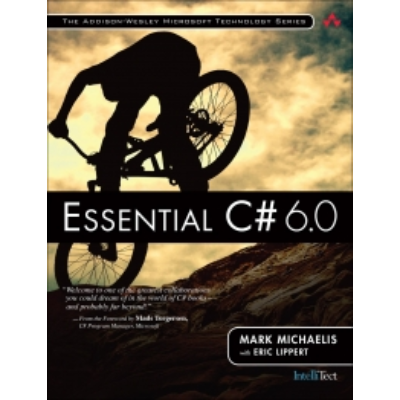 THE ADDISON-WESLEY MICROSOFT TECHNOLOGY SERIES
ESSENTIAL C# 6.0
"Welcome to one of the greatest collaborations
you could dream of in the world of C# books—
and probably far beyond!"
—From the Foreword by Mads Torgersen,
C# Program Manager, Microsoft
MARK MICHAELIS
with ERIC LIPPERT
IntelliTect